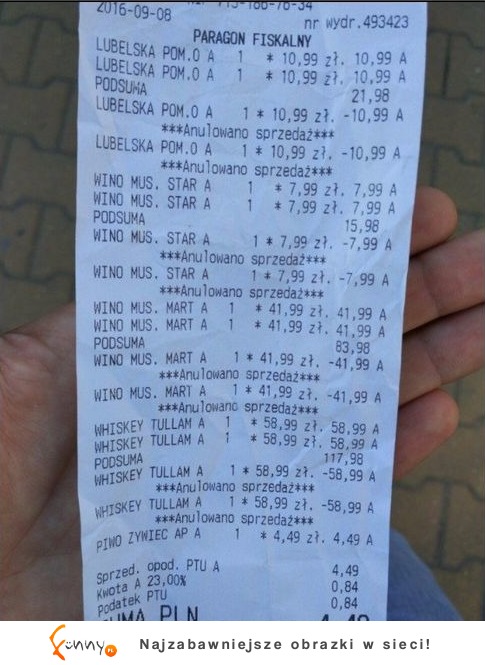 2016-09-08
nr wydr.493423
PARAGON FISKALNY
LUBELSKA POM.O A 1 * 10,99 zł. 10,99 A
LUBELSKA POM.O A 1 * 10,99 zł. 10,99 A
PODSUMA 21,98
LUBELSKA POM.O A 1 * 10,99 zł. -10,99 A
***Anulowano sprzedaż***
LUBELSKA POM.O A 1 * 10,99 zł. -10,99 A
***Anulowano sprzedaż***
WINO MUS. STAR A 1 * 7,99 zł. 7,99 A
WINO MUS. STAR A 1 * 7,99 zł. 7,99 A
PODSUMA 15,98
WINO MUS. STAR A 1 * 7,99 zł. -7,99 A
***Anulowano sprzedaż***
WINO MUS. STAR A 1 * 7,99 zł. -7,99 A
***Anulowano sprzedaż***
WINO MUS. MART A 1 * 41,99 zł. 41,99 A
WINO MUS. MART A 1 * 41,99 zł. 41,99 A
PODSUMA 83,98
WINO MUS. MART A 1 * 41,99 zł. -41,99 A
***Anulowano sprzedaż***
WINO MUS. MART A 1 * 41,99 zł. -41,99 A
***Anulowano sprzedaż***
WHISKEY TULLAM A 1 * 58,99 zł. 58,99 A
WHISKEY TULLAM A 1 * 58,99 zł. 58,99 A
PODSUMA 117,98
WHISKEY TULLAM A 1 * 58,99 zł. -58,99 A
***Anulowano sprzedaż***
WHISKEY TULLAM A 1 * 58,99 zł. -58,99 A
***Anulowano sprzedaż***
PIWO ZYWIEC AP A 1 * 4,49 zł. 4,49 A
Sprzed. opod. PTU A 4,49
Kwota A 23,00% 0,84
Podatek PTU 0,84
SUMA PLN 4,49
Funny.PL Najzabawniejsze obrazki w sieci!